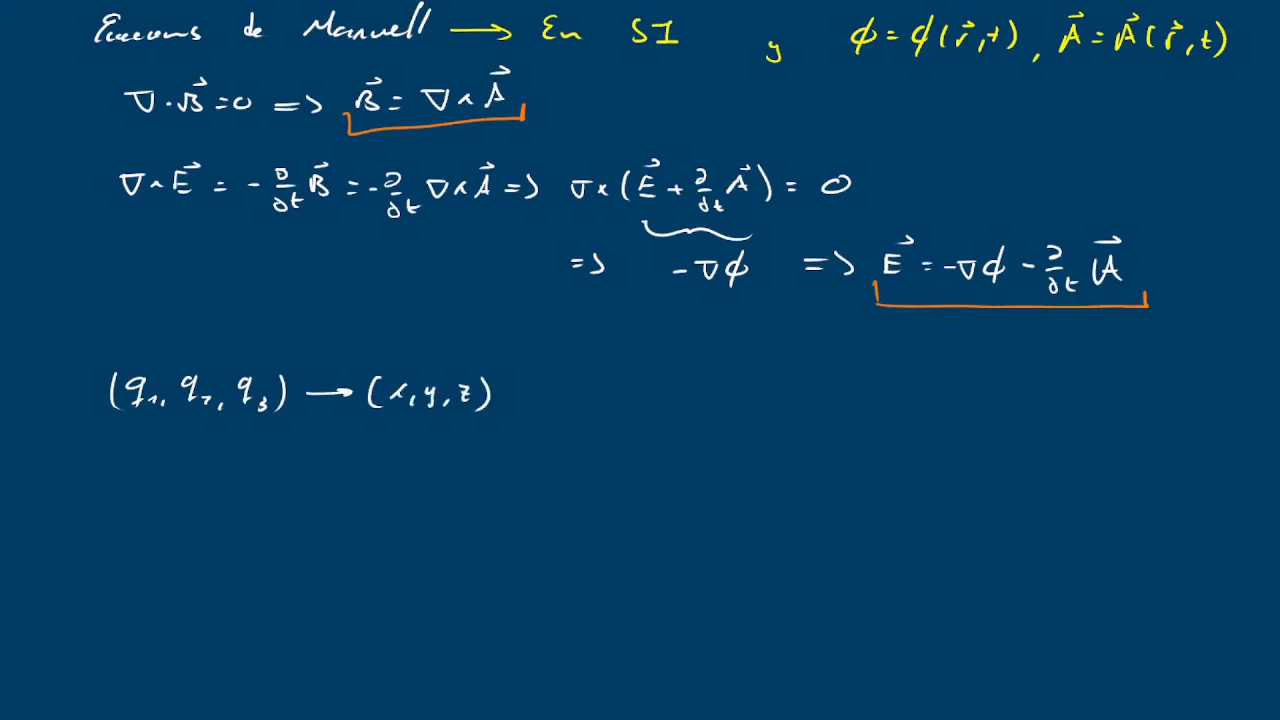 Ecuaciones de Maxwell → En SI y ϕ = ϕ(r⃗,t), A⃗ = A⃗(r⃗,t)
∇·B⃗ = 0 => B⃗ = ∇×A⃗
∇×E⃗ = -∂/∂t B⃗ = -∂/∂t ∇×A⃗ => ∇×(E⃗ + ∂/∂t A⃗) = 0
=> -∇ϕ => E⃗ = -∇ϕ - ∂/∂t A⃗
(q₁, q₂, q₃) → (x, y, z)